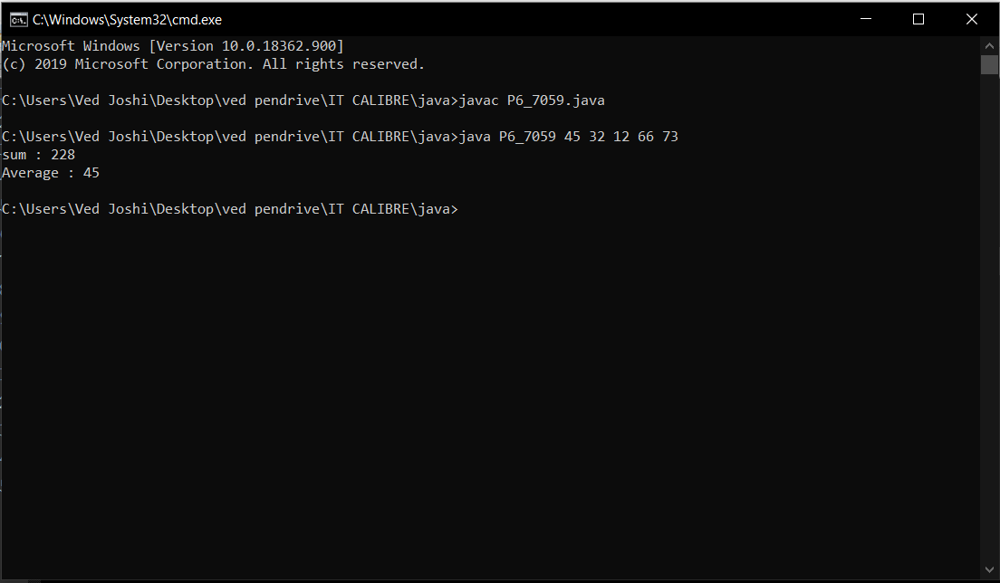 C:\Windows\System32\cmd.exe
Microsoft Windows [Version 10.0.18362.900]
(c) 2019 Microsoft Corporation. All rights reserved.
C:\Users\Ved Joshi\Desktop\ved pendrive\IT CALIBRE\java>javac P6_7059.java
C:\Users\Ved Joshi\Desktop\ved pendrive\IT CALIBRE\java>java P6_7059 45 32 12 66 73
sum : 228
Average : 45
C:\Users\Ved Joshi\Desktop\ved pendrive\IT CALIBRE\java>